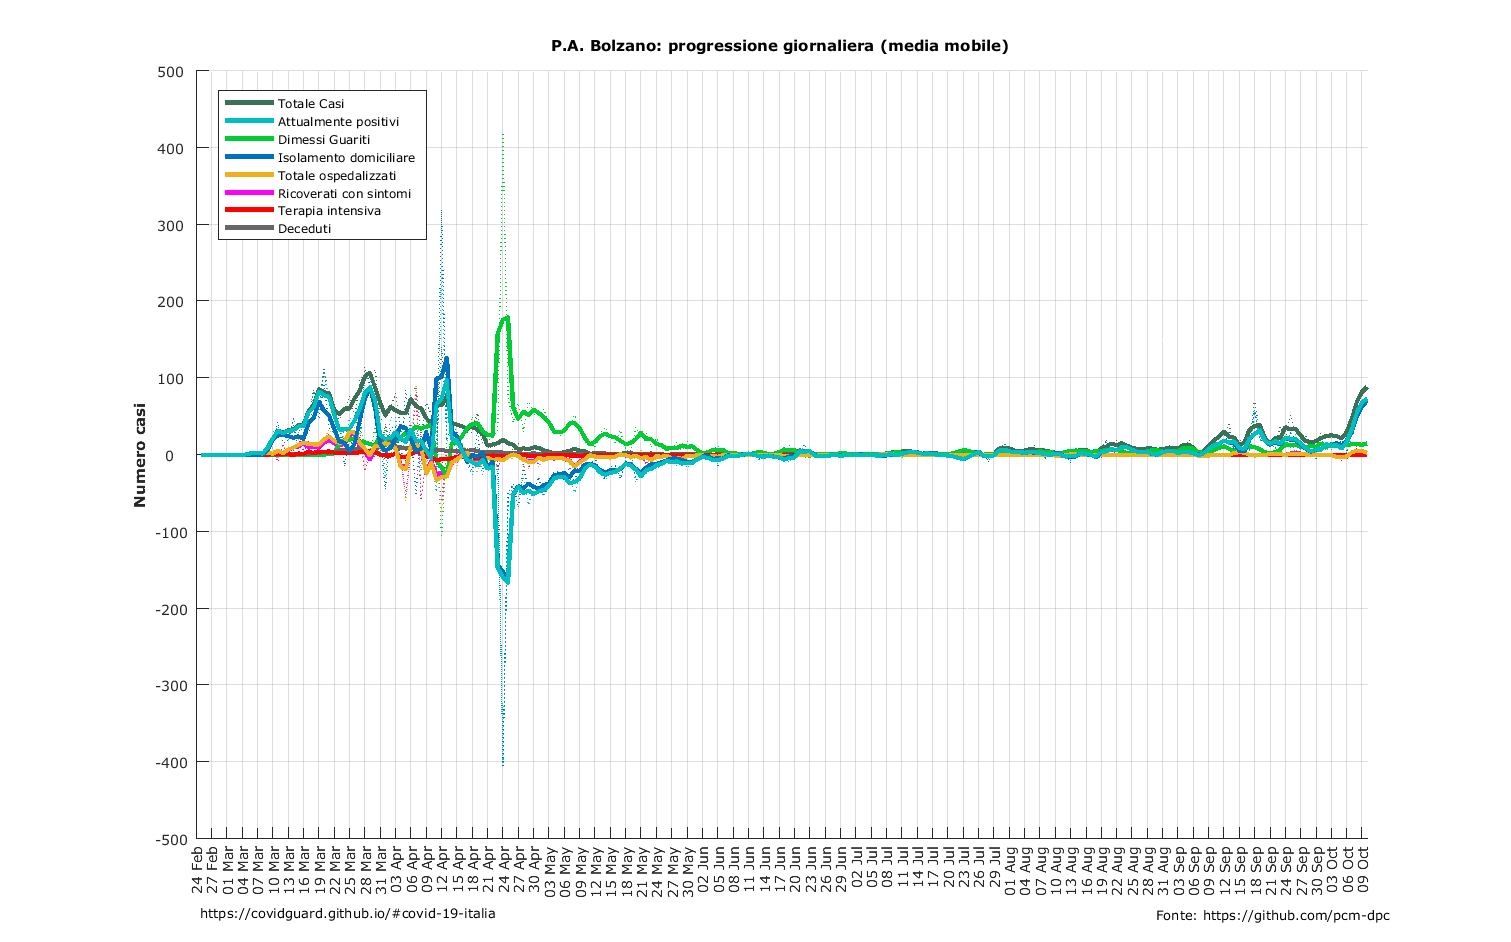 P.A. Bolzano: progressione giornaliera (media mobile)
500
400
300
200
100
0
-100
-200
-300
-400
-500
Numero casi
Totale Casi
Attualmente positivi
Dimessi Guariti
Isolamento domiciliare
Totale ospedalizzati
Ricoverati con sintomi
Terapia intensiva
Deceduti
24 Feb
27 Feb
01 Mar
04 Mar
07 Mar
10 Mar
13 Mar
16 Mar
19 Mar
22 Mar
25 Mar
28 Mar
31 Mar
03 Apr
06 Apr
09 Apr
12 Apr
15 Apr
18 Apr
21 Apr
24 Apr
27 Apr
30 Apr
03 May
06 May
09 May
12 May
15 May
18 May
21 May
24 May
27 May
30 May
02 Jun
05 Jun
08 Jun
11 Jun
14 Jun
17 Jun
20 Jun
23 Jun
26 Jun
29 Jun
02 Jul
05 Jul
08 Jul
11 Jul
14 Jul
17 Jul
20 Jul
23 Jul
26 Jul
29 Jul
01 Aug
04 Aug
07 Aug
10 Aug
13 Aug
16 Aug
19 Aug
22 Aug
25 Aug
28 Aug
31 Aug
03 Sep
06 Sep
09 Sep
12 Sep
15 Sep
18 Sep
21 Sep
24 Sep
27 Sep
30 Sep
03 Oct
06 Oct
09 Oct
https://covidguard.github.io/#covid-19-italia
Fonte: https://github.com/pcm-dpc